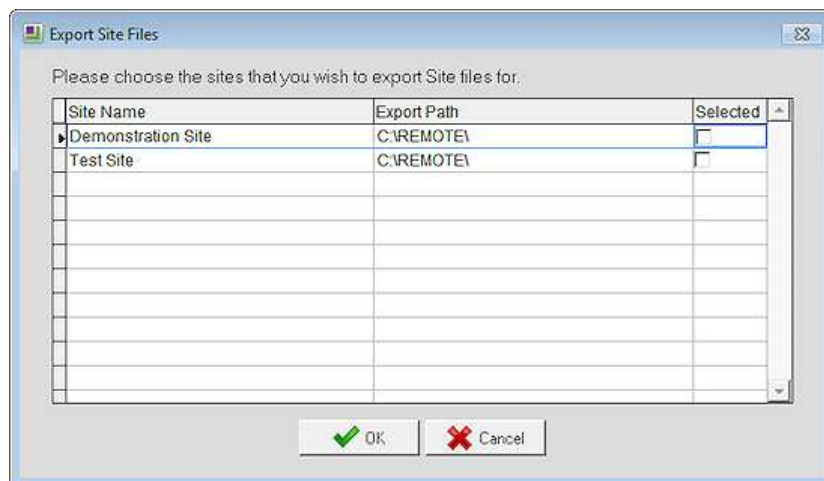 Export Site Files
Please choose the sites that you wish to export Site files for.
Site Name Export Path Selected
Demonstration Site C:\REMOTE\
Test Site C:\REMOTE\
OK Cancel